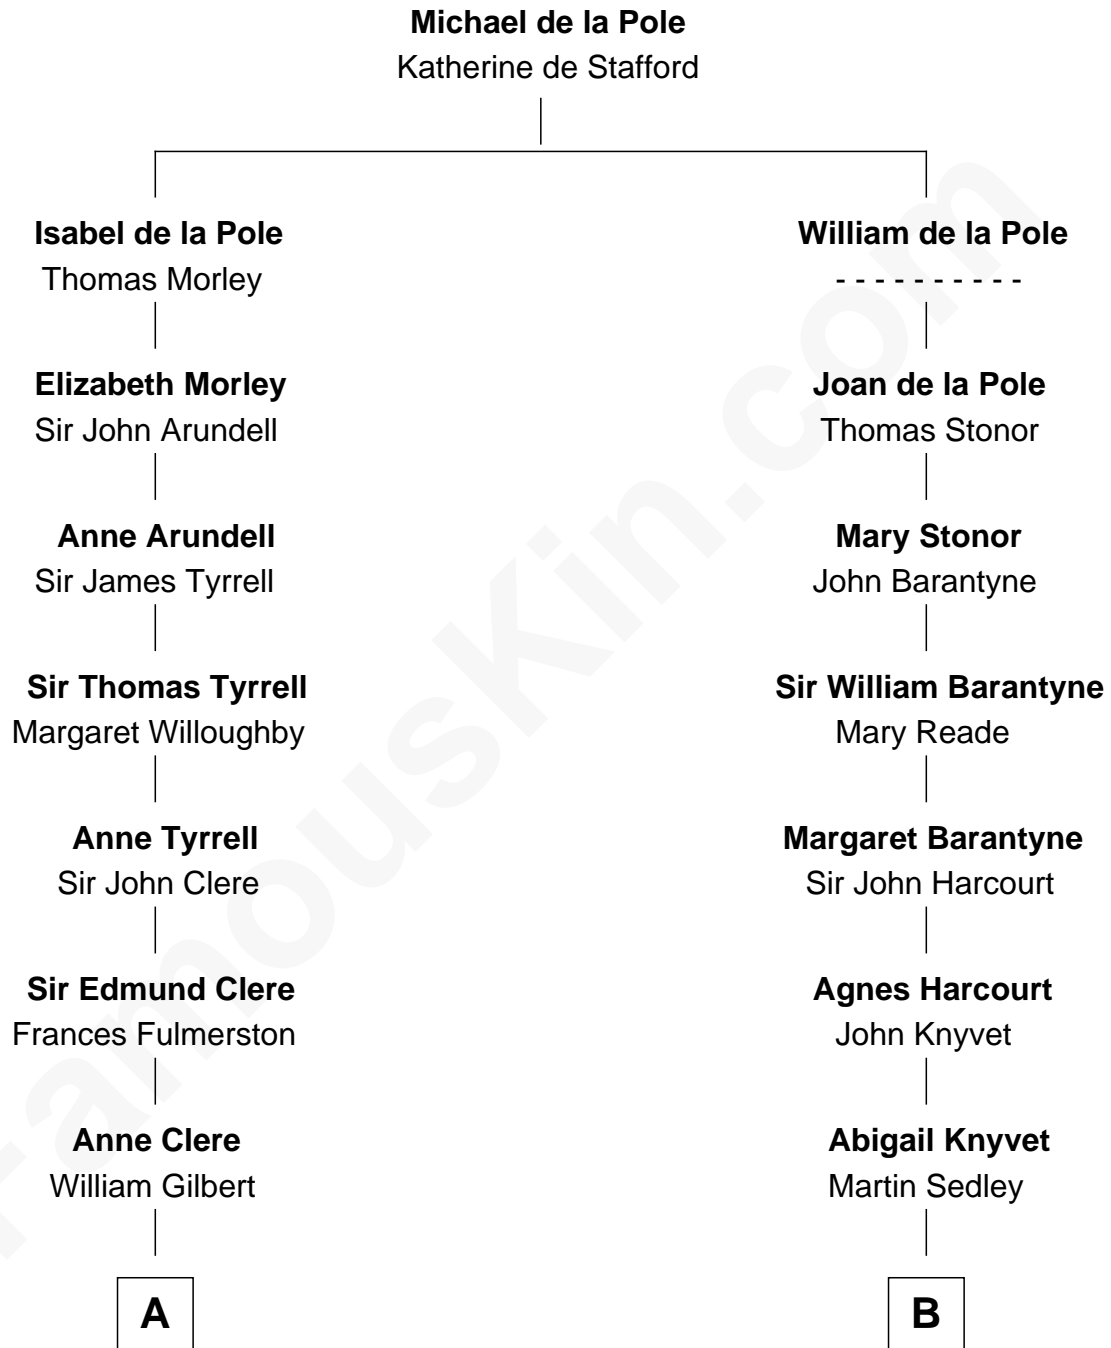 Michael de la Pole
Katherine de Stafford
Isabel de la Pole
Thomas Morley
William de la Pole
- - - - - - - - - -
Elizabeth Morley
Sir John Arundell
Joan de la Pole
Thomas Stonor
Anne Arundell
Sir James Tyrrell
Mary Stonor
John Barantyne
Sir Thomas Tyrrell
Margaret Willoughby
Sir William Barantyne
Mary Reade
Anne Tyrrell
Sir John Clere
Margaret Barantyne
Sir John Harcourt
Sir Edmund Clere
Frances Fulmerston
Agnes Harcourt
John Knyvet
Anne Clere
William Gilbert
Abigail Knyvet
Martin Sedley
A
B
FamousKin.com